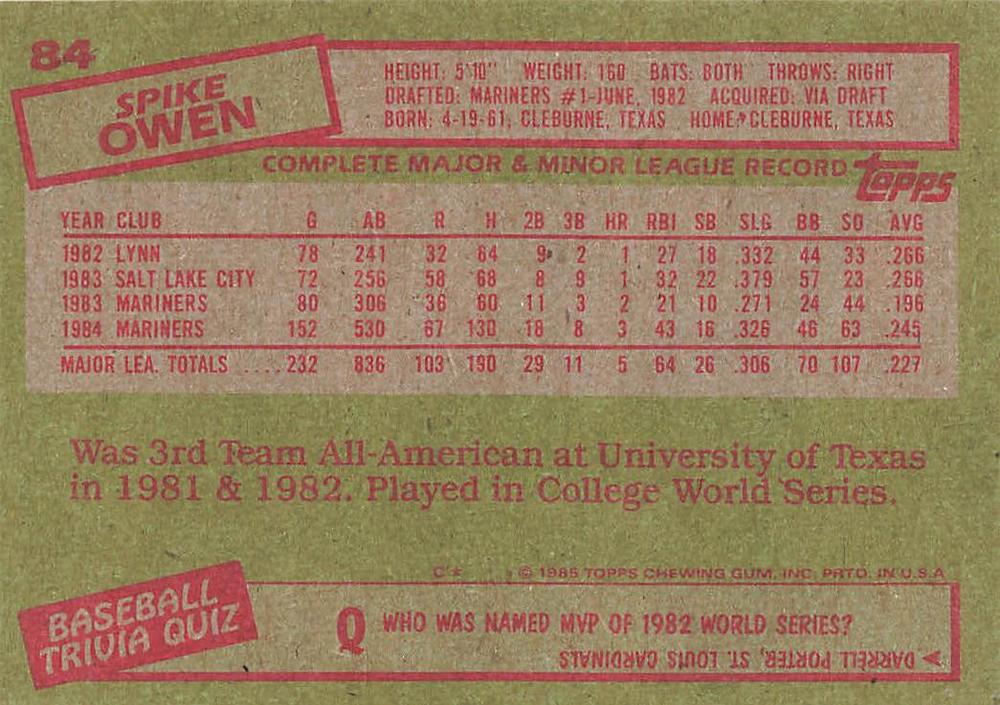 84
SPIKE
OWEN
HEIGHT: 5'10" WEIGHT: 160 BATS: BOTH THROWS: RIGHT
DRAFTED: MARINERS #1-JUNE, 1982 ACQUIRED: VIA DRAFT
BORN: 4-19-61, CLEBURNE, TEXAS HOME: CLEBURNE, TEXAS
COMPLETE MAJOR & MINOR LEAGUE RECORD Topps
YEAR CLUB G AB R H 2B 3B HR RBI SB SLG BB SO AVG
1982 LYNN 78 241 32 64 9 2 1 27 18 .332 44 33 .266
1983 SALT LAKE CITY 72 256 58 68 8 9 1 32 22 .379 57 23 .266
1983 MARINERS 80 306 36 60 11 3 2 21 10 .271 24 44 .196
1984 MARINERS 152 530 67 130 18 8 3 43 16 .326 46 63 .245
MAJOR LEA. TOTALS ....232 836 103 190 29 11 5 64 26 .306 70 107 .227
Was 3rd Team All-American at University of Texas
in 1981 & 1982. Played in College World Series.
C* © 1985 TOPPS CHEWING GUM, INC. PRTD. IN U.S.A
BASEBALL
TRIVIA QUIZ
Q WHO WAS NAMED MVP OF 1982 WORLD SERIES?
DARRELL PORTER, ST. LOUIS CARDINALS